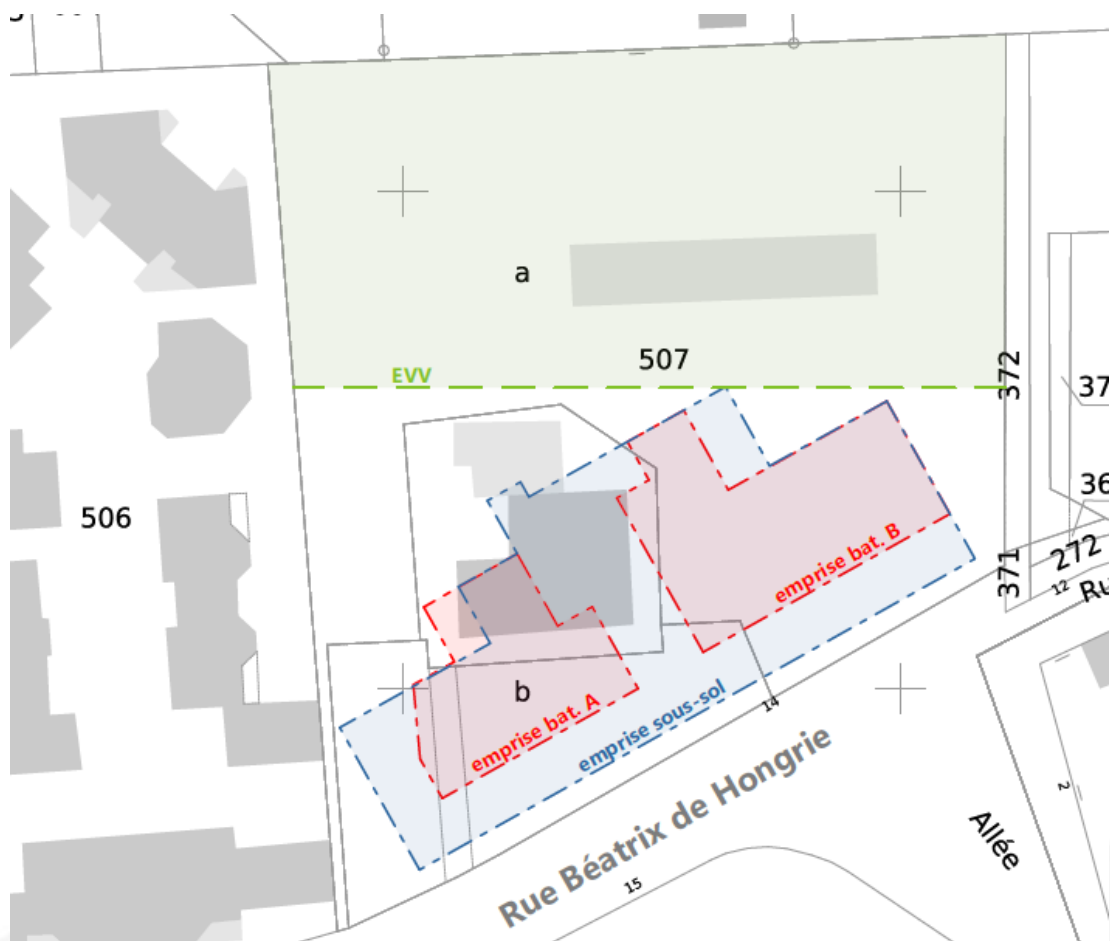 a
507
EVV
372
37
506
36
371
272
12
Ru
emprise bat. B
b
emprise bat. A
emprise sous-sol
14
Rue Béatrix de Hongrie
15
Allée
2